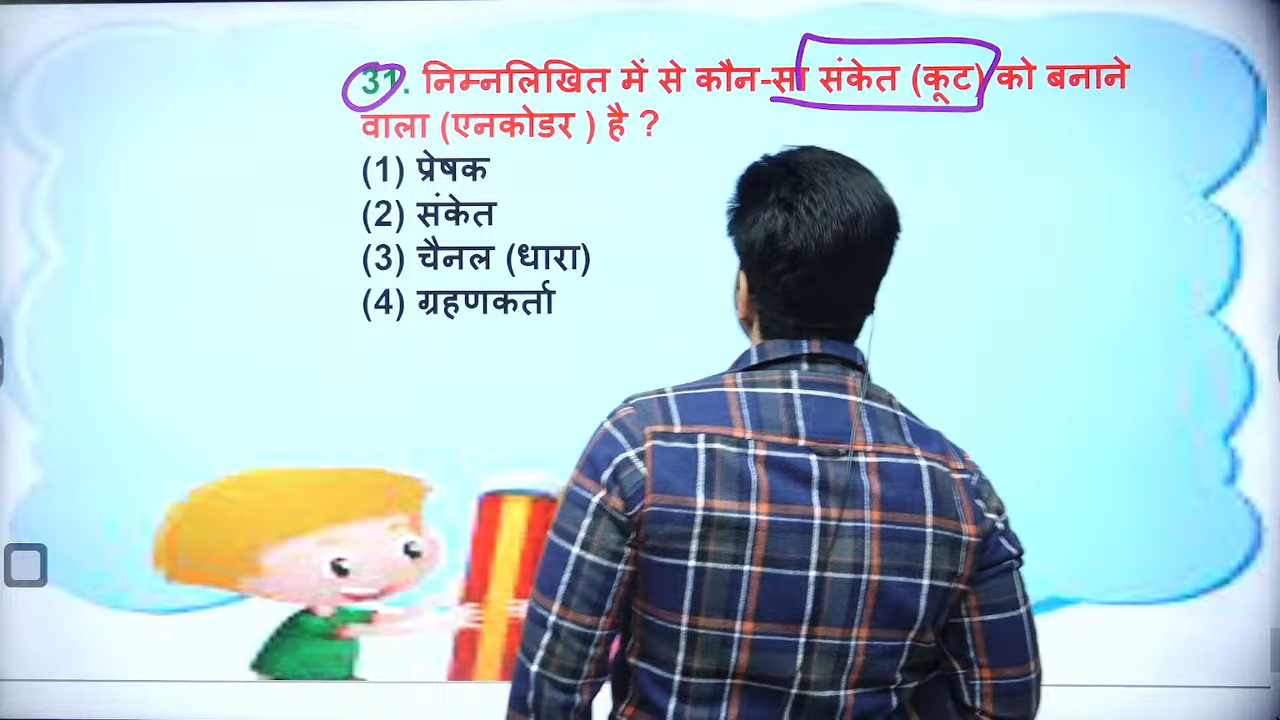 31. निम्नलिखित में से कौन-सा संकेत (कूट) को बनाने
वाला (एनकोडर ) है ?
(1) प्रेषक
(2) संकेत
(3) चैनल (धारा)
(4) ग्रहणकर्ता